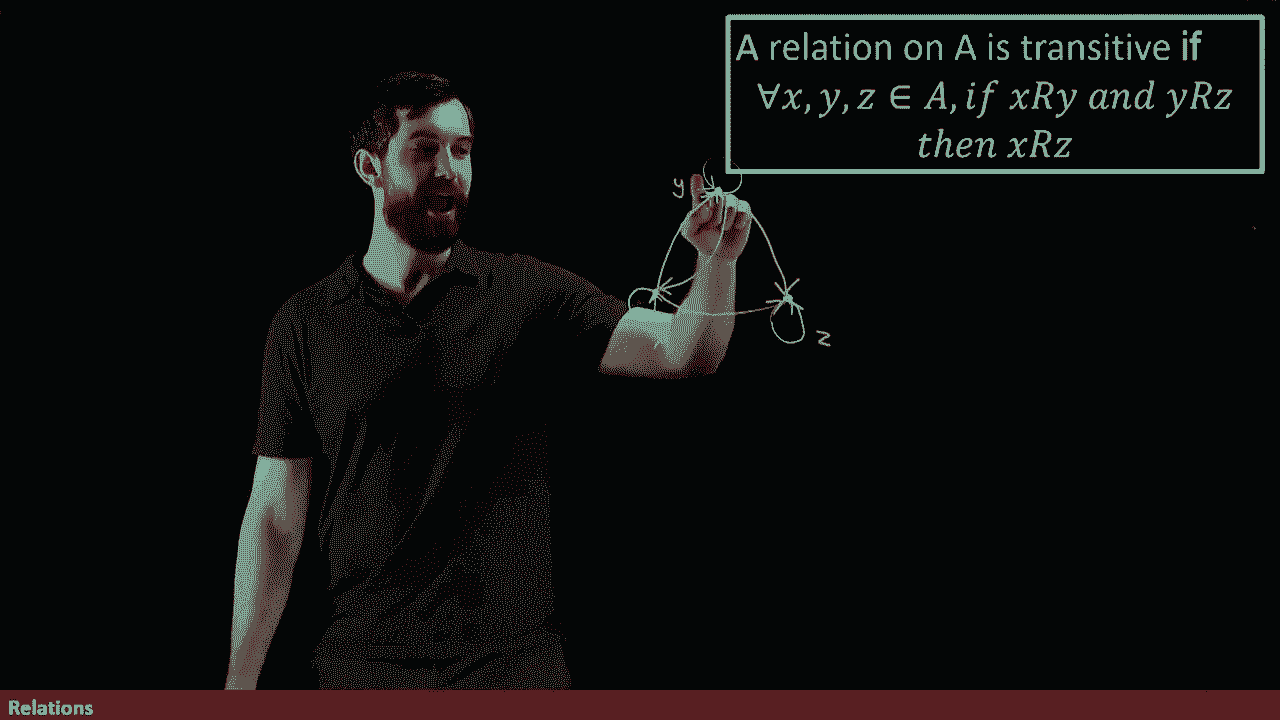 A relation on A is transitive if
∀x, y, z ∈ A, if xRy and yRz
then xRz
y
z
Relations